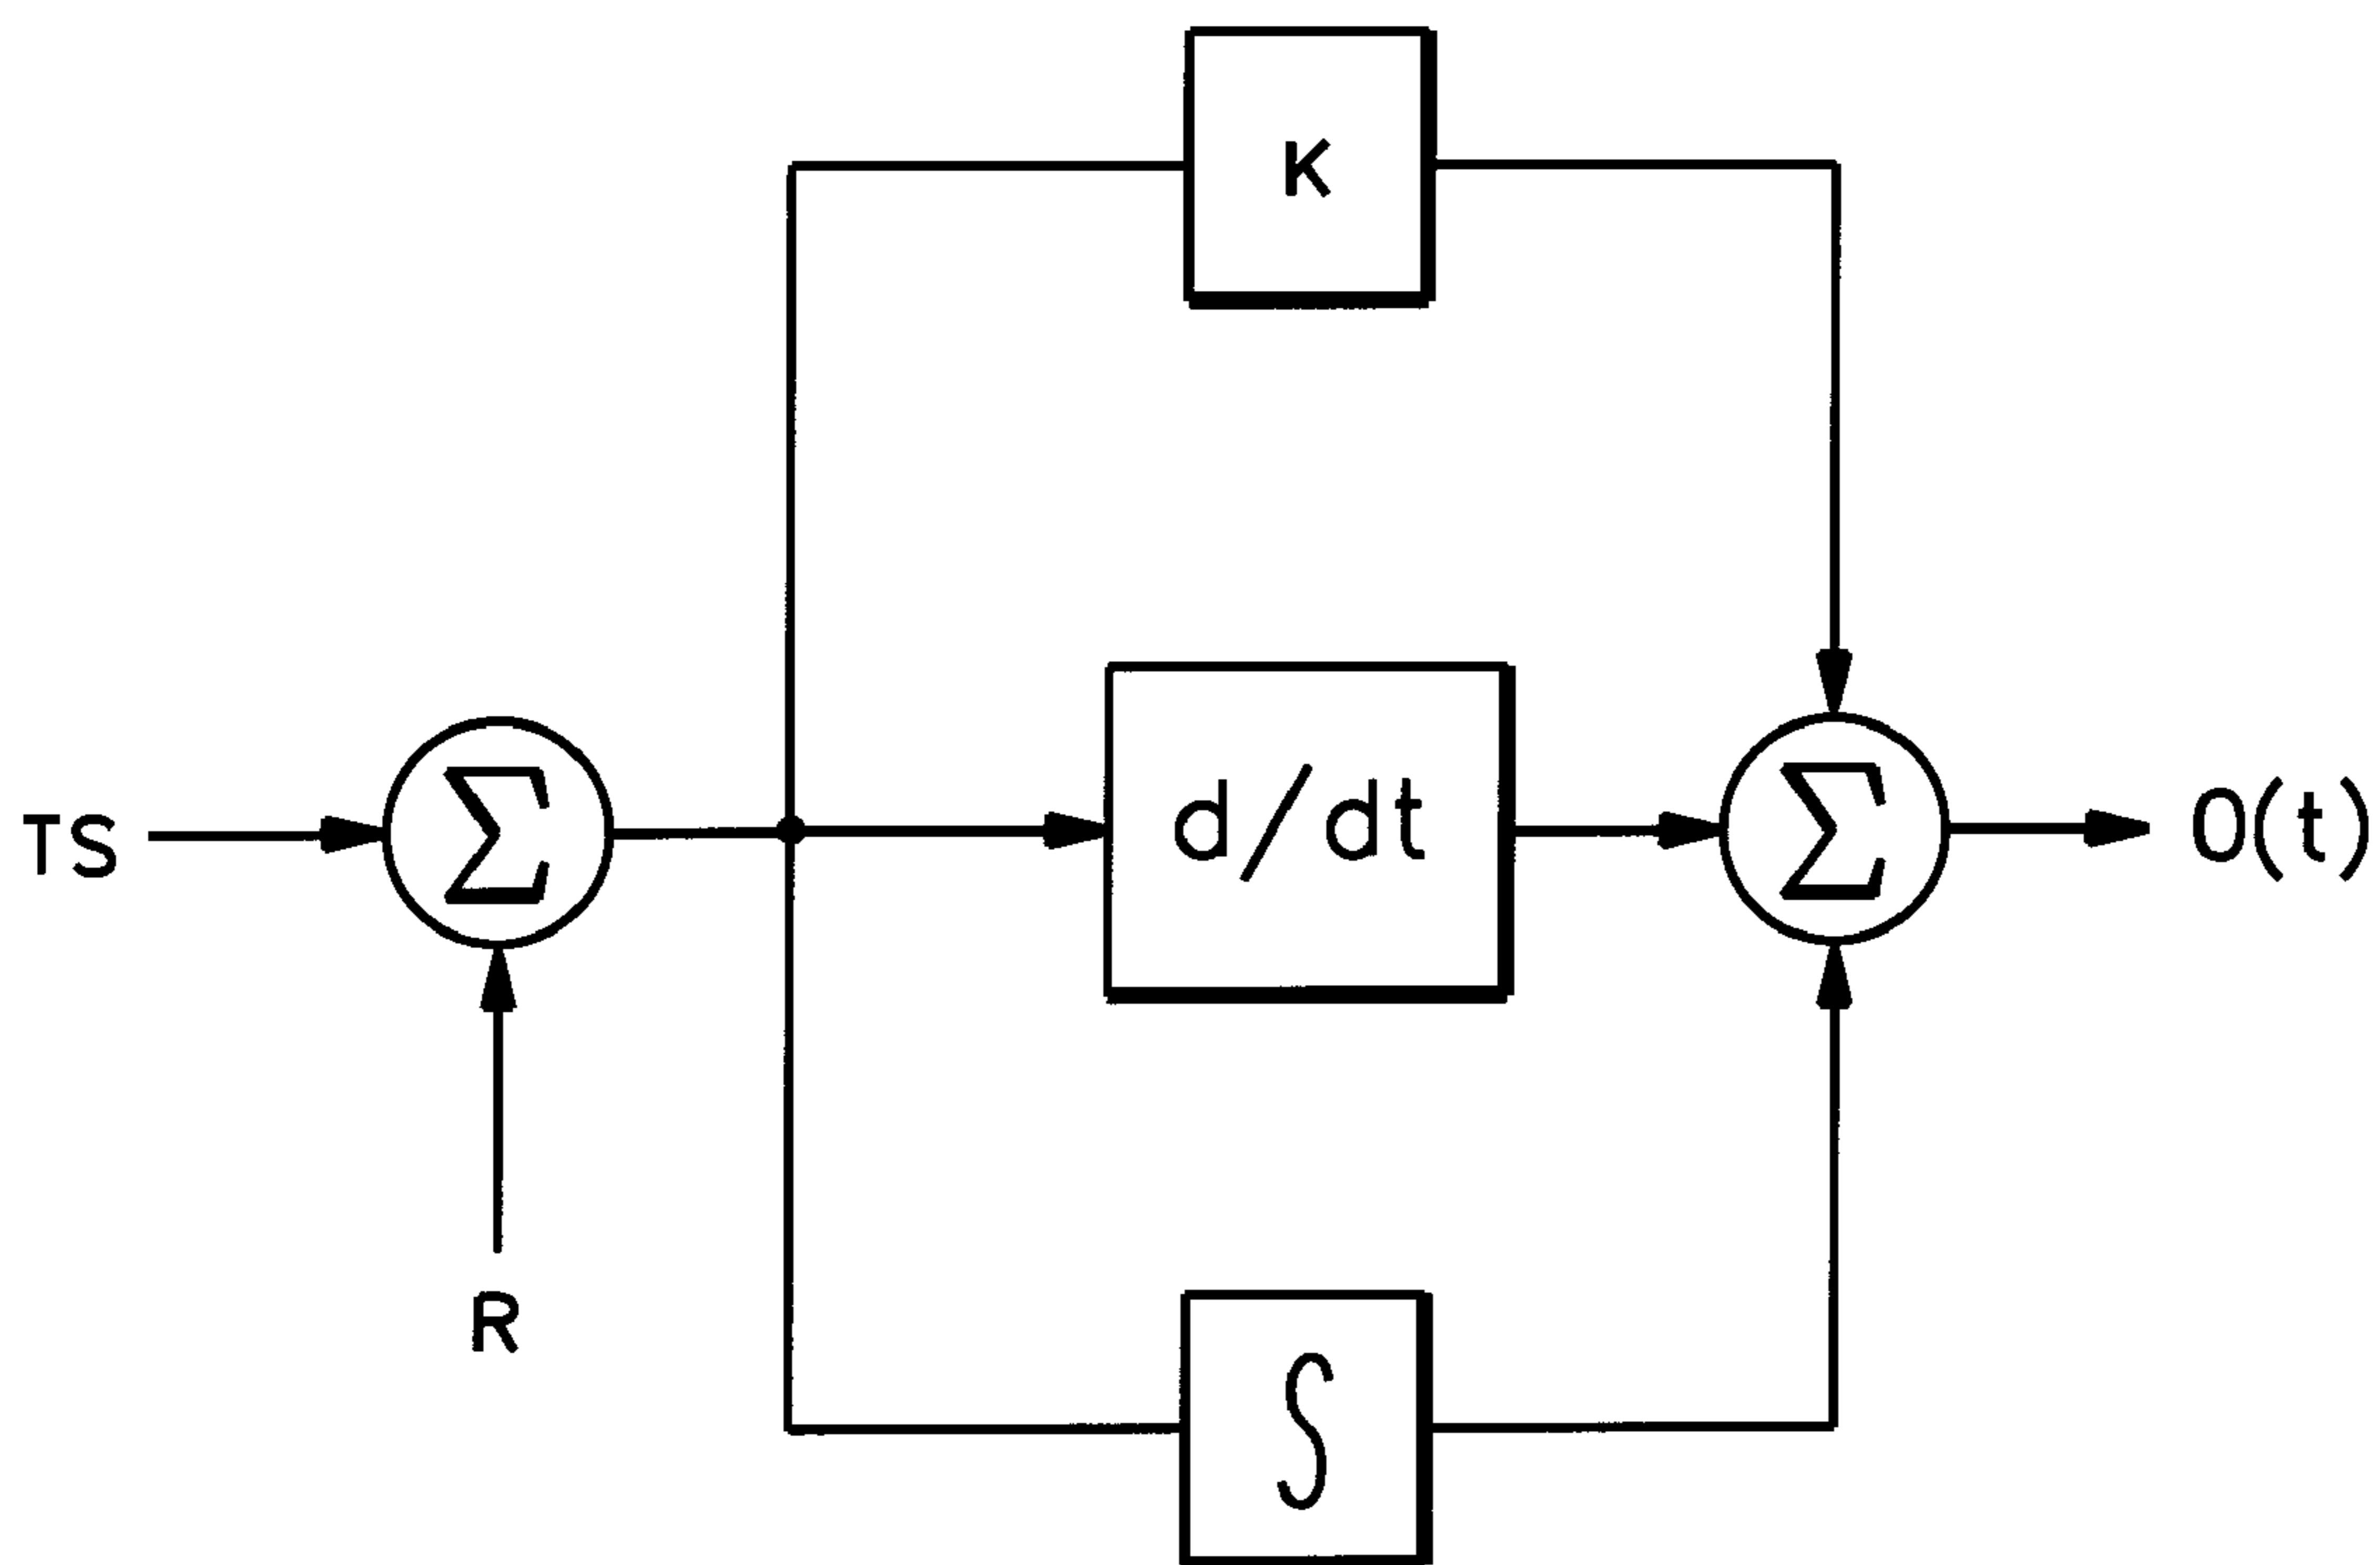 K
TS
Σ
d/dt
Σ
O(t)
R
∫